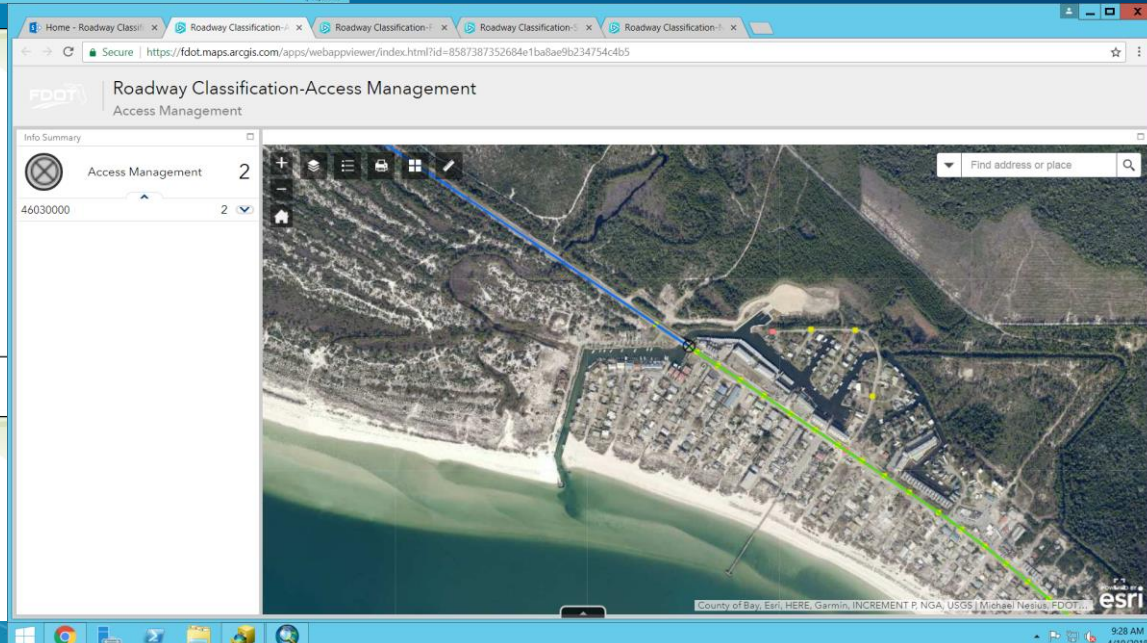 Home - Roadway Classifi
Roadway Classification-A
Roadway Classification-F
Roadway Classification-S
Roadway Classification-
Secure | https://fdot.maps.arcgis.com/apps/webappviewer/index.html?id=8587387352684e1ba8ae9b234754c4b5
FDOT
Roadway Classification-Access Management
Access Management
Info Summary
Access Management 2
46030000 2
Find address or place
County of Bay, Esri, HERE, Garmin, INCREMENT P, NGA, USGS | Michael Nesius, FDOT...
POWERED BY
esri
9:28 AM